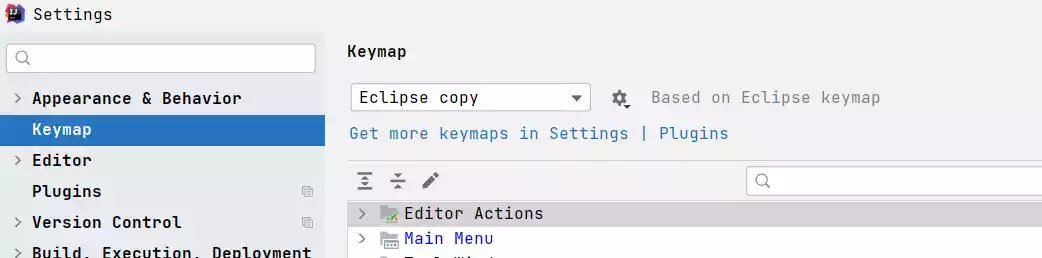 Settings
Keymap
Eclipse copy
Based on Eclipse keymap
Get more keymaps in Settings | Plugins
Appearance & Behavior
Keymap
Editor
Plugins
Version Control
Build, Execution, Deployment
Editor Actions
Main Menu